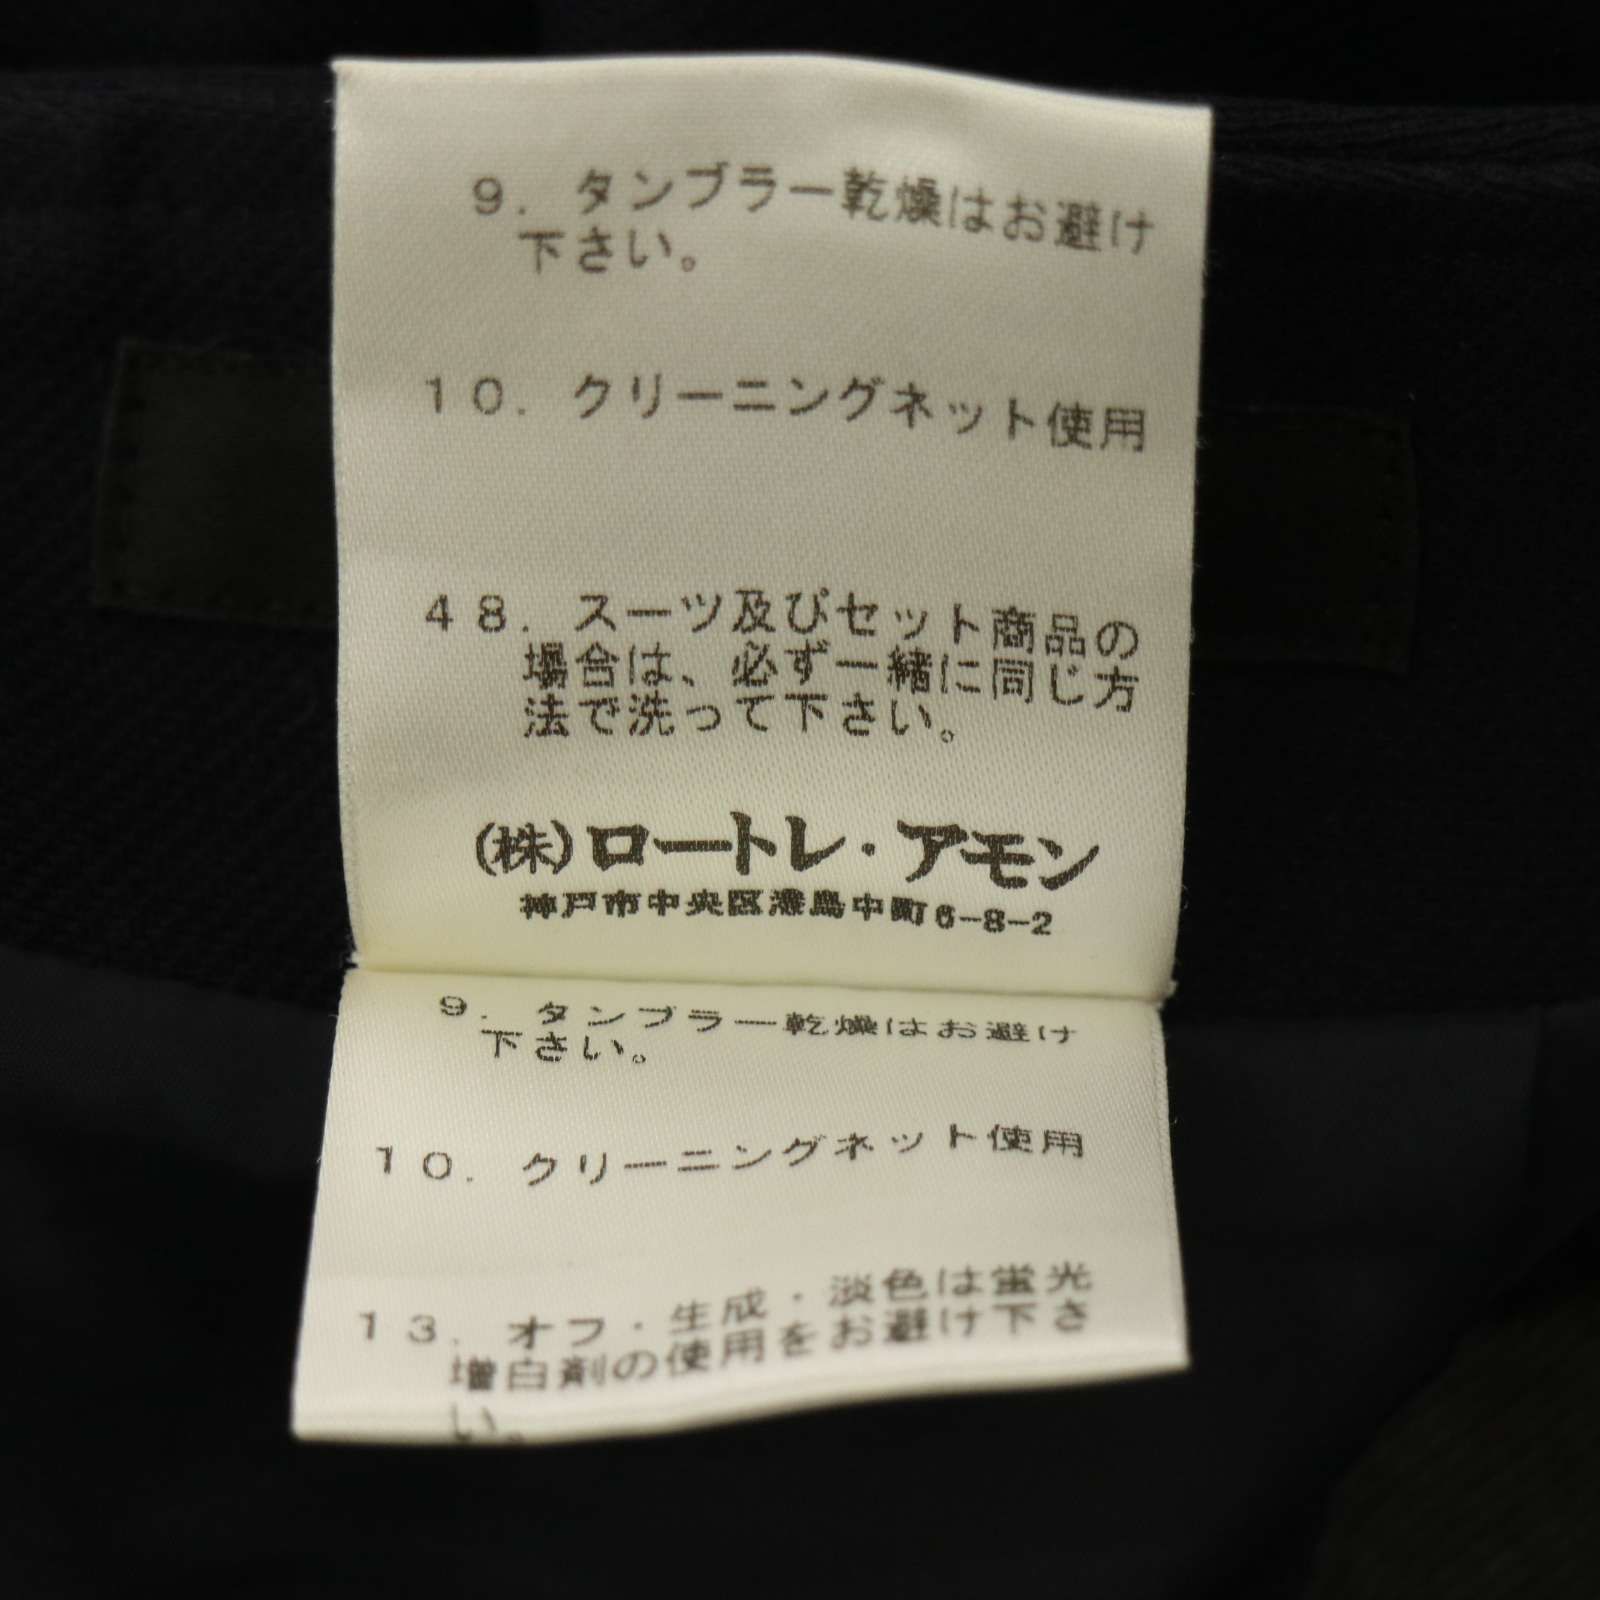 9. タンブラー乾燥はお避け
下さい。
10. クリーニングネット使用
48. スーツ及びセット商品の
場合は、必ず一緒に同じ方
法で洗って下さい。
(株)ロートレ・アモン
神戸市中央区港島中町6-8-2
9. タンブラー乾燥はお避け
下さい。
10. クリーニングネット使用
13. オフ・生成・淡色は蛍光
増白剤の使用をお避け下さ
い。